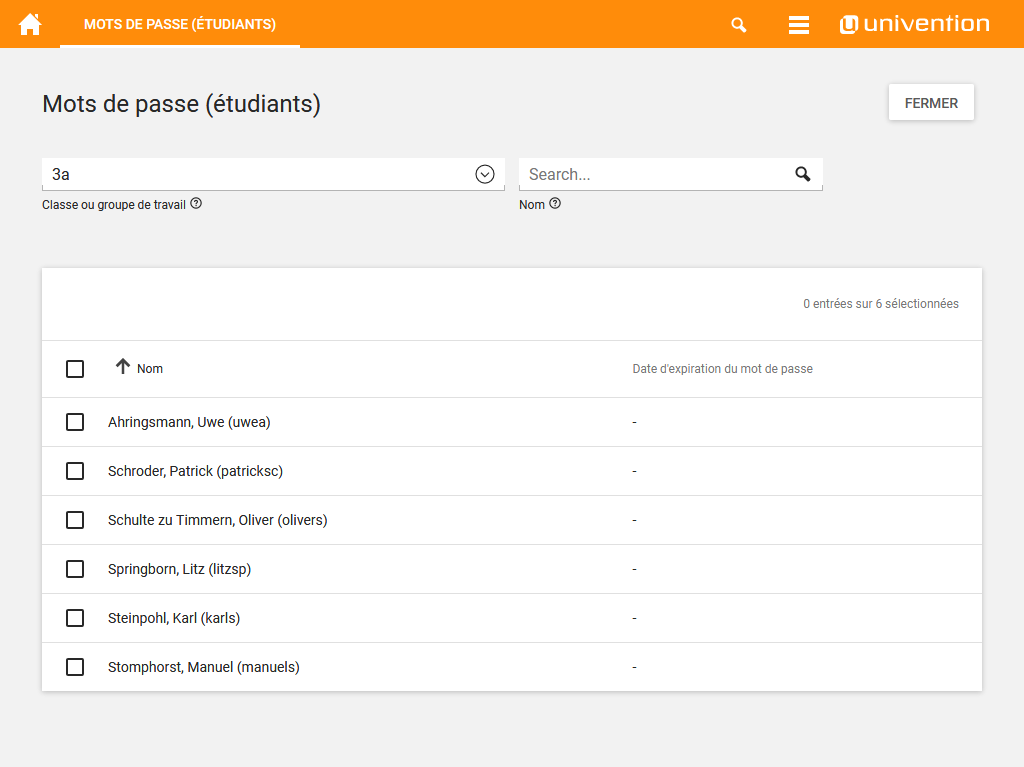 MOTS DE PASSE (ÉTUDIANTS)
univention
Mots de passe (étudiants)
FERMER
3a
Search...
Classe ou groupe de travail
Nom
0 entrées sur 6 sélectionnées
Nom
Date d'expiration du mot de passe
Ahringsmann, Uwe (uwea) -
Schroder, Patrick (patricksc) -
Schulte zu Timmern, Oliver (olivers) -
Springborn, Litz (litzsp) -
Steinpohl, Karl (karls) -
Stomphorst, Manuel (manuels) -